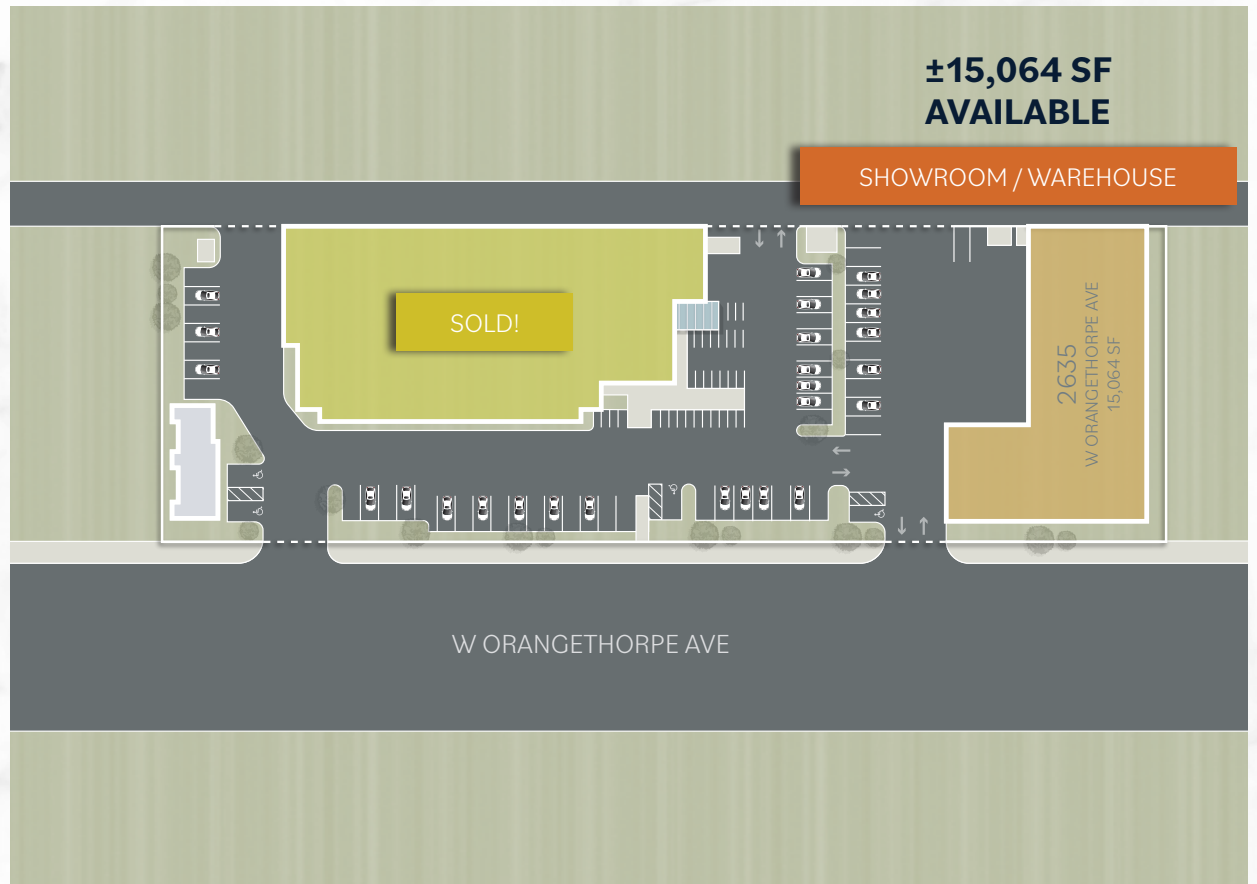 ±15,064 SF
AVAILABLE
SHOWROOM / WAREHOUSE
SOLD!
2635
W ORANGETHORPE AVE
15,064 SF
W ORANGETHORPE AVE